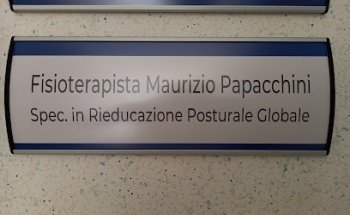 Fisioterapista Maurizio Papacchini
Spec. in Rieducazione Posturale Globale